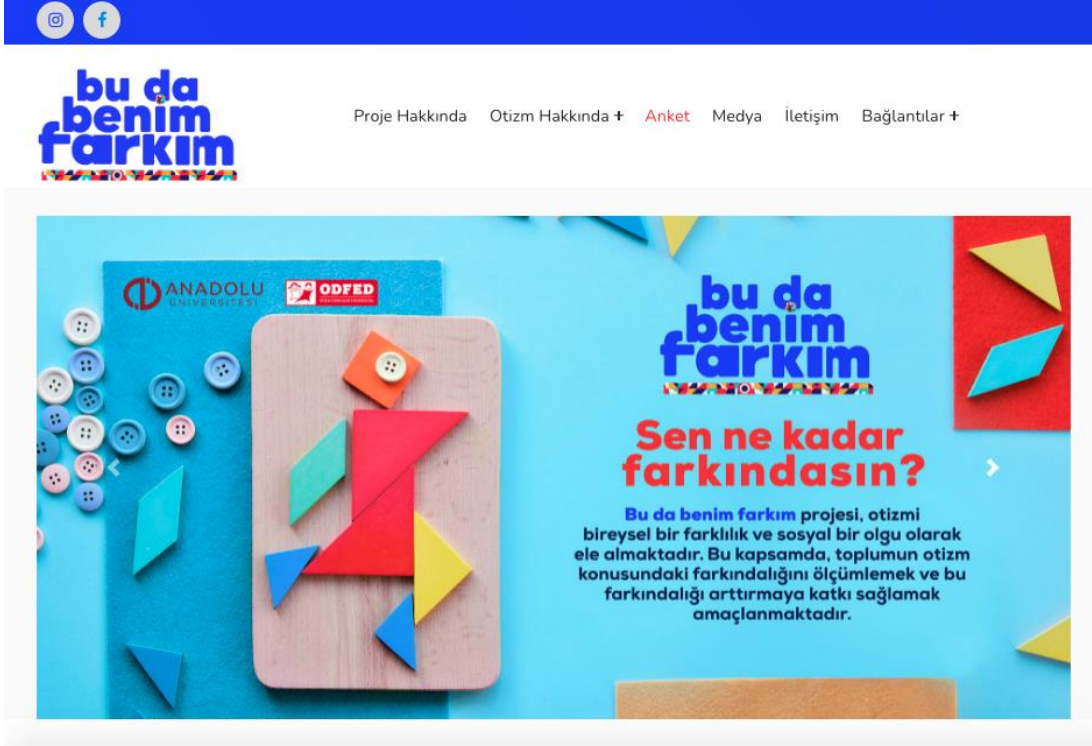 bu da
benim
farkım
Proje Hakkında Otizm Hakkında + Anket Medya İletişim Bağlantılar +
ANADOLU
ÜNİVERSİTESİ
ODFED
bu da
benim
farkım
Sen ne kadar
farkındasın?
Bu da benim farkım projesi, otizmi
bireysel bir farklılık ve sosyal bir olgu olarak
ele almaktadır. Bu kapsamda, toplumun otizm
konusundaki farkındalığını ölçümlemek ve bu
farkındalığı arttırmaya katkı sağlamak
amaçlanmaktadır.